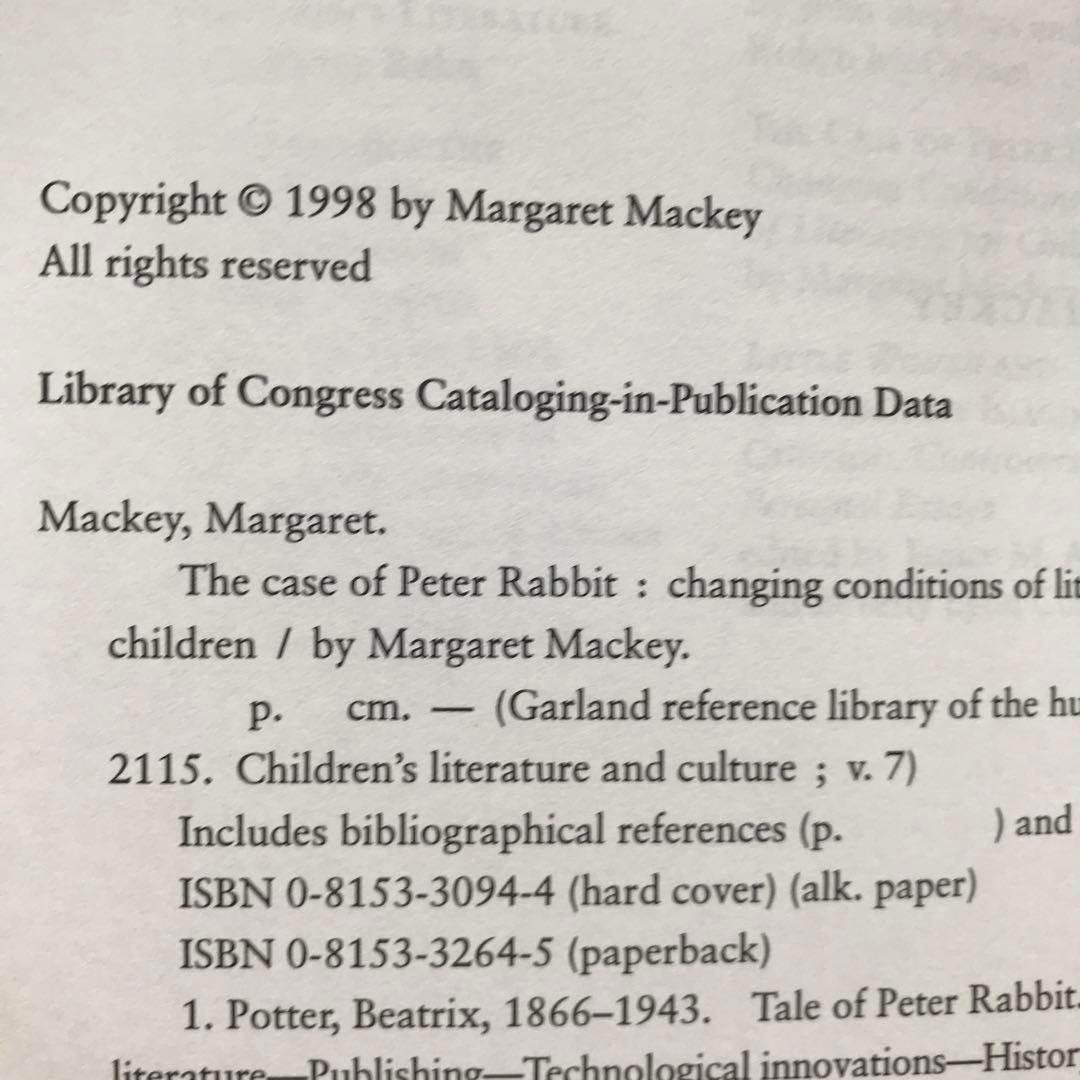 Copyright © 1998 by Margaret Mackey
All rights reserved
Library of Congress Cataloging-in-Publication Data
Mackey, Margaret.
The case of Peter Rabbit : changing conditions of lit
children / by Margaret Mackey.
p. cm. — (Garland reference library of the hu
2115. Children's literature and culture ; v. 7)
Includes bibliographical references (p. ) and
ISBN 0-8153-3094-4 (hard cover) (alk. paper)
ISBN 0-8153-3264-5 (paperback)
1. Potter, Beatrix, 1866–1943. Tale of Peter Rabbit.
literature—Publishing—Technological innovations—Histor